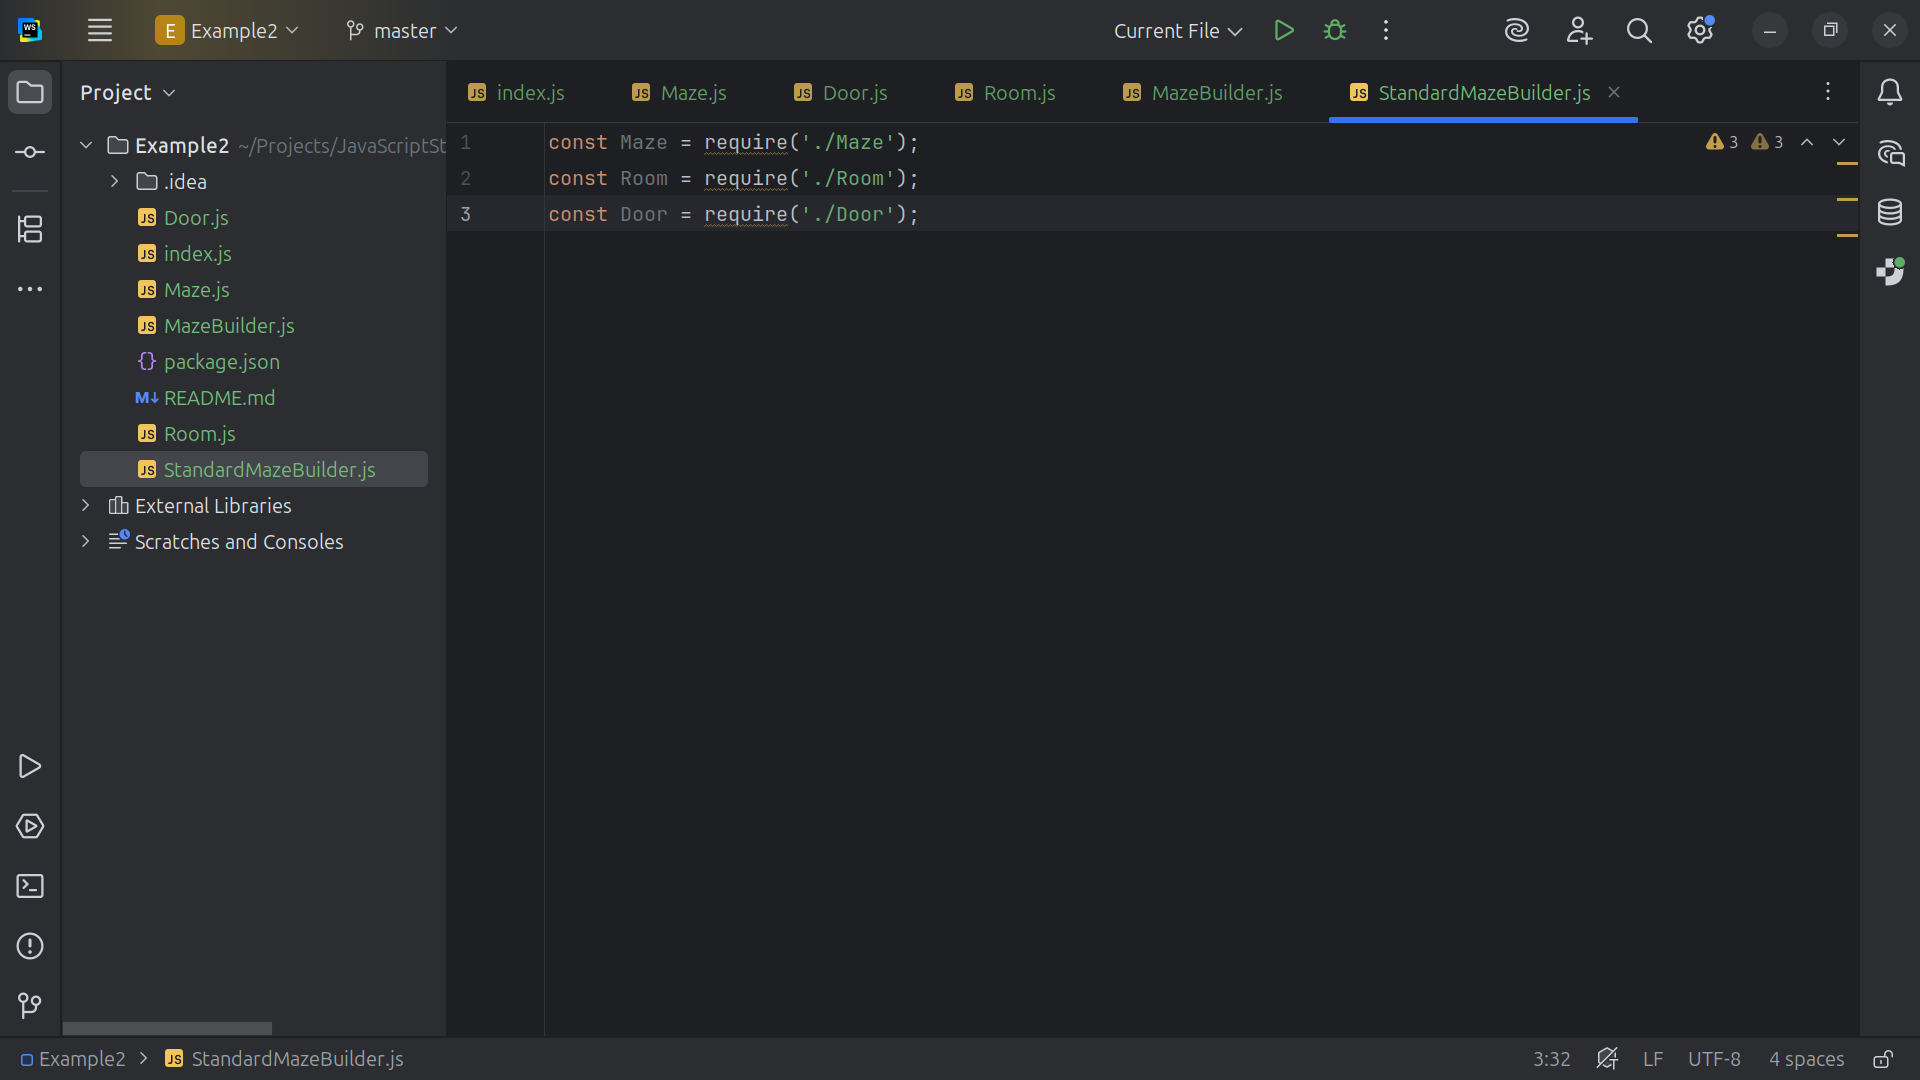 WS E Example2 master Current File
Project
index.js Maze.js Door.js Room.js MazeBuilder.js StandardMazeBuilder.js
Example2 ~/Projects/JavaScriptSt
.idea
Door.js
index.js
Maze.js
MazeBuilder.js
package.json
README.md
Room.js
StandardMazeBuilder.js
External Libraries
Scratches and Consoles
1 const Maze = require('./Maze'); 3 3
2 const Room = require('./Room');
3 const Door = require('./Door');
Example2 > StandardMazeBuilder.js 3:32 LF UTF-8 4 spaces